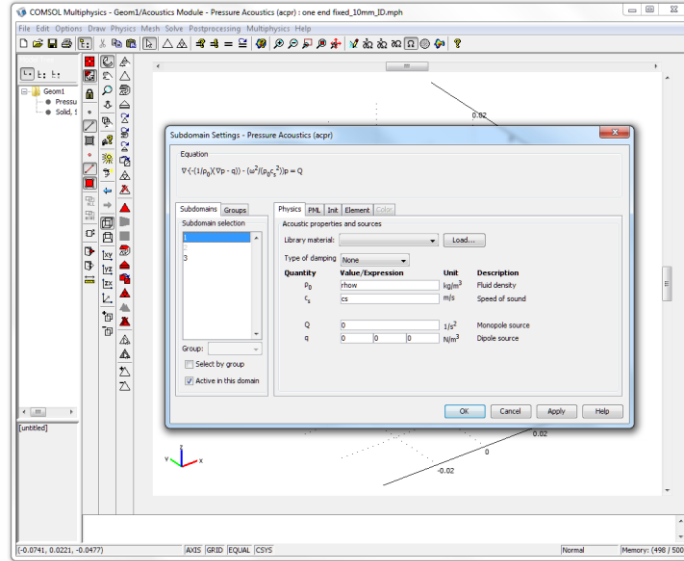 COMSOL Multiphysics - Geom1/Acoustics Module - Pressure Acoustics (acpr) : one end fixed_10mm_ID.mph
File Edit Options Draw Physics Mesh Solve Postprocessing Multiphysics Help
Geom1
Pressu
Solid, S
0.02
Subdomain Settings - Pressure Acoustics (acpr)
Equation
∇·(-(1/ρ0)(∇p - q)) - (ω²/(ρ0cs²))p = Q
Subdomains Groups
Subdomain selection
1
2
3
Group:
Select by group
Active in this domain
Physics PML Init Element Color
Acoustic properties and sources
Library material: Load...
Type of damping None
Quantity Value/Expression Unit Description
ρ0 rhow kg/m³ Fluid density
cs cs m/s Speed of sound
Q 0 1/s² Monopole source
q 0 0 0 N/m³ Dipole source
OK Cancel Apply Help
[untitled]
0.02
0
-0.02
z
y x
(-0.0741, 0.0221, -0.0477) AXIS GRID EQUAL CSYS Normal Memory: (498 / 500